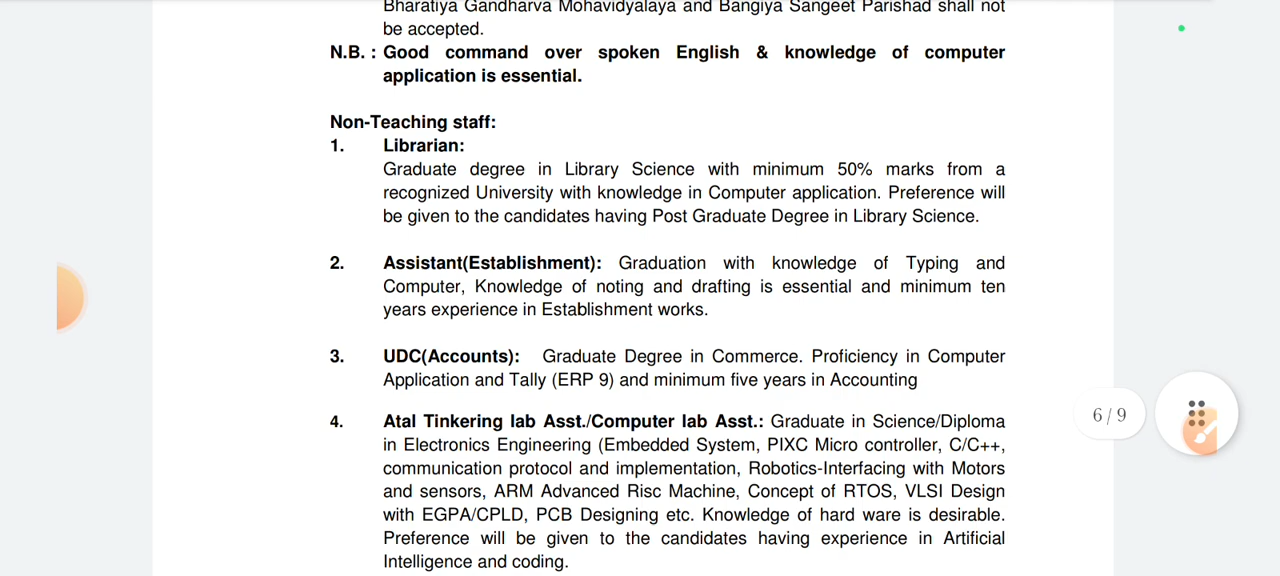 Bharatiya Gandharva Mohavidyalaya and Bangiya Sangeet Parishad shall not
be accepted.
N.B. : Good command over spoken English & knowledge of computer
application is essential.
Non-Teaching staff:
1. Librarian:
Graduate degree in Library Science with minimum 50% marks from a
recognized University with knowledge in Computer application. Preference will
be given to the candidates having Post Graduate Degree in Library Science.
2. Assistant(Establishment): Graduation with knowledge of Typing and
Computer, Knowledge of noting and drafting is essential and minimum ten
years experience in Establishment works.
3. UDC(Accounts): Graduate Degree in Commerce. Proficiency in Computer
Application and Tally (ERP 9) and minimum five years in Accounting
4. Atal Tinkering lab Asst./Computer lab Asst.: Graduate in Science/Diploma
in Electronics Engineering (Embedded System, PIXC Micro controller, C/C++,
communication protocol and implementation, Robotics-Interfacing with Motors
and sensors, ARM Advanced Risc Machine, Concept of RTOS, VLSI Design
with EGPA/CPLD, PCB Designing etc. Knowledge of hard ware is desirable.
Preference will be given to the candidates having experience in Artificial
Intelligence and coding.
6/9